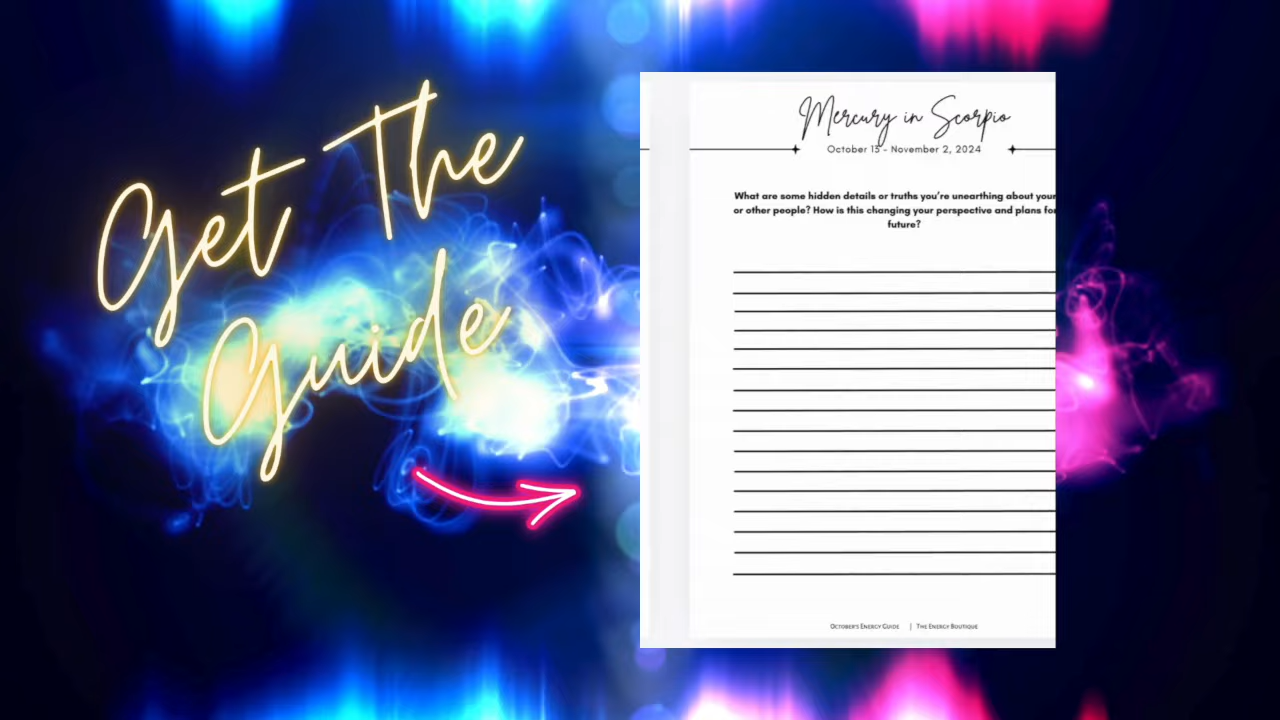 Get The
Guide
Mercury in Scorpio
October 15 - November 2, 2024
What are some hidden details or truths you're unearthing about your
or other people? How is this changing your perspective and plans for
future?
October's Energy Guide | The Energy Boutique